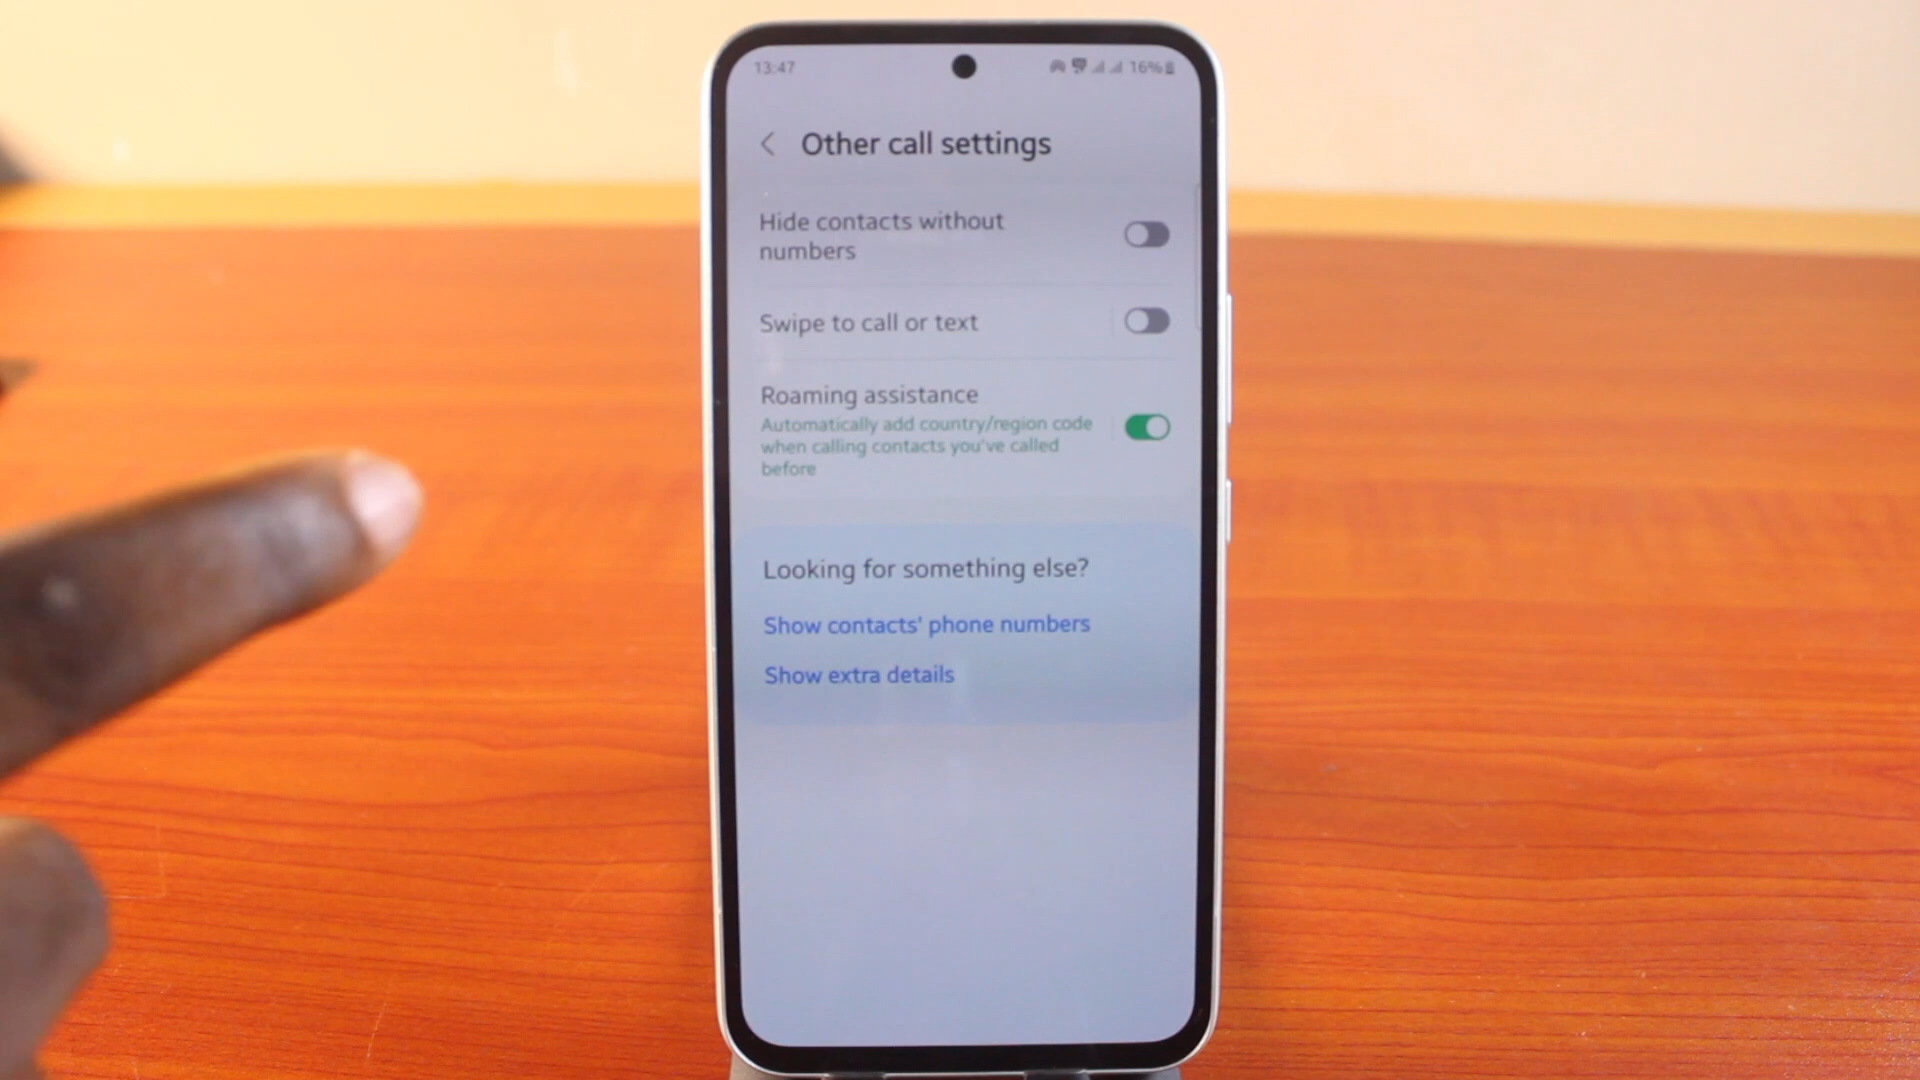 13:47 16%
Other call settings
Hide contacts without
numbers
Swipe to call or text
Roaming assistance
Automatically add country/region code
when calling contacts you've called
before
Looking for something else?
Show contacts' phone numbers
Show extra details